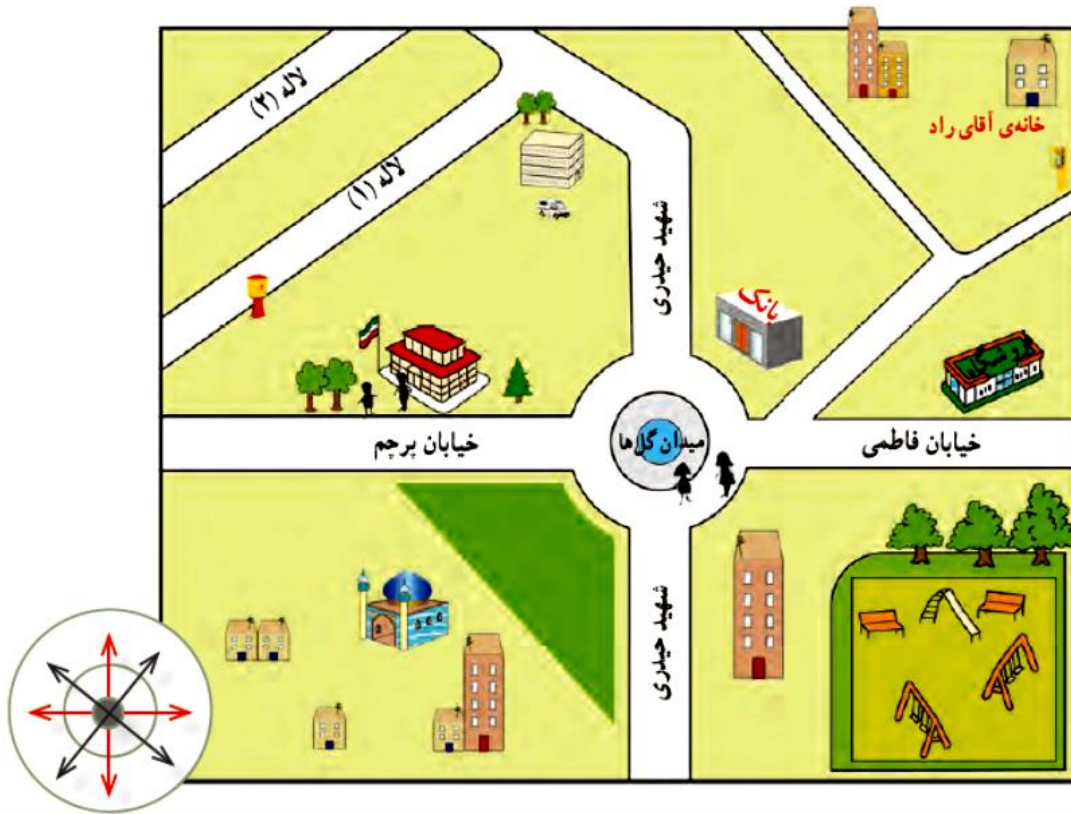 لاله (۲)
لاله (۱)
خانه‌ی آقای راد
شهید حیدری
بانک
خیابان پرچم
میدان گل‌ها
خیابان فاطمی
شهید حیدری